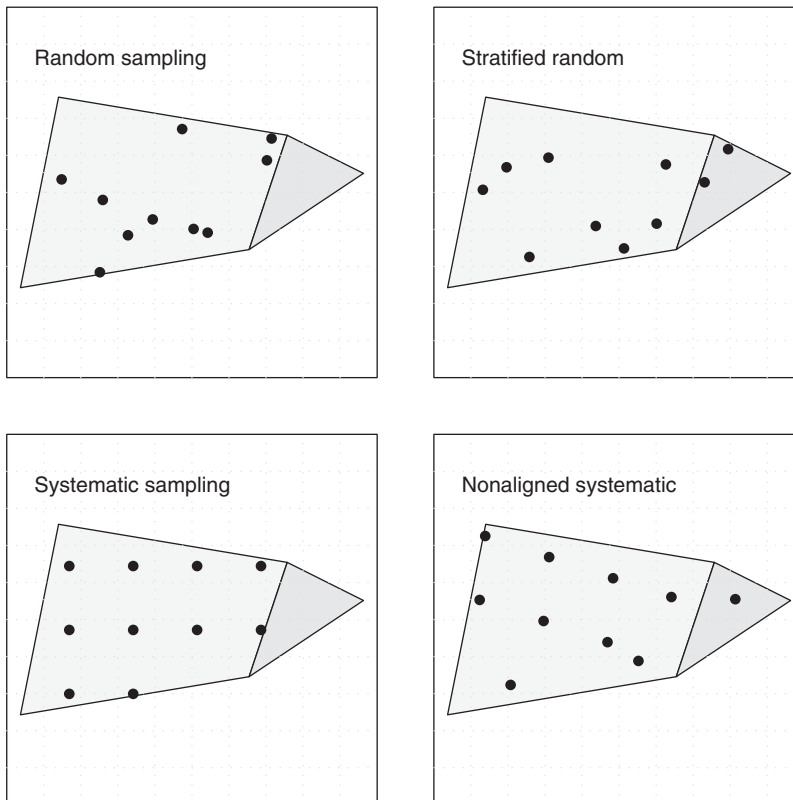 Random sampling
Stratified random
Systematic sampling
Nonaligned systematic